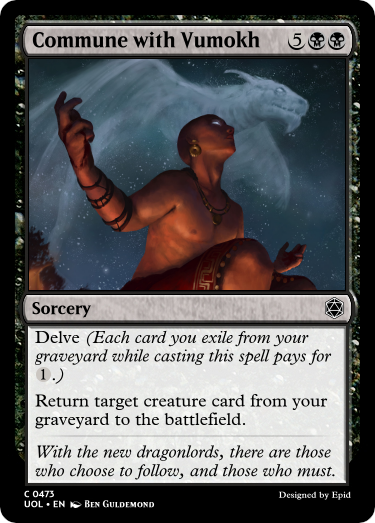 Commune with Vumokh 5
Sorcery
Delve (Each card you exile from your
graveyard while casting this spell pays for
1.)
Return target creature card from your
graveyard to the battlefield.
With the new dragonlords, there are those
who choose to follow, and those who must.
C 0473
UOL • EN Ben Guldemond
Designed by Epid